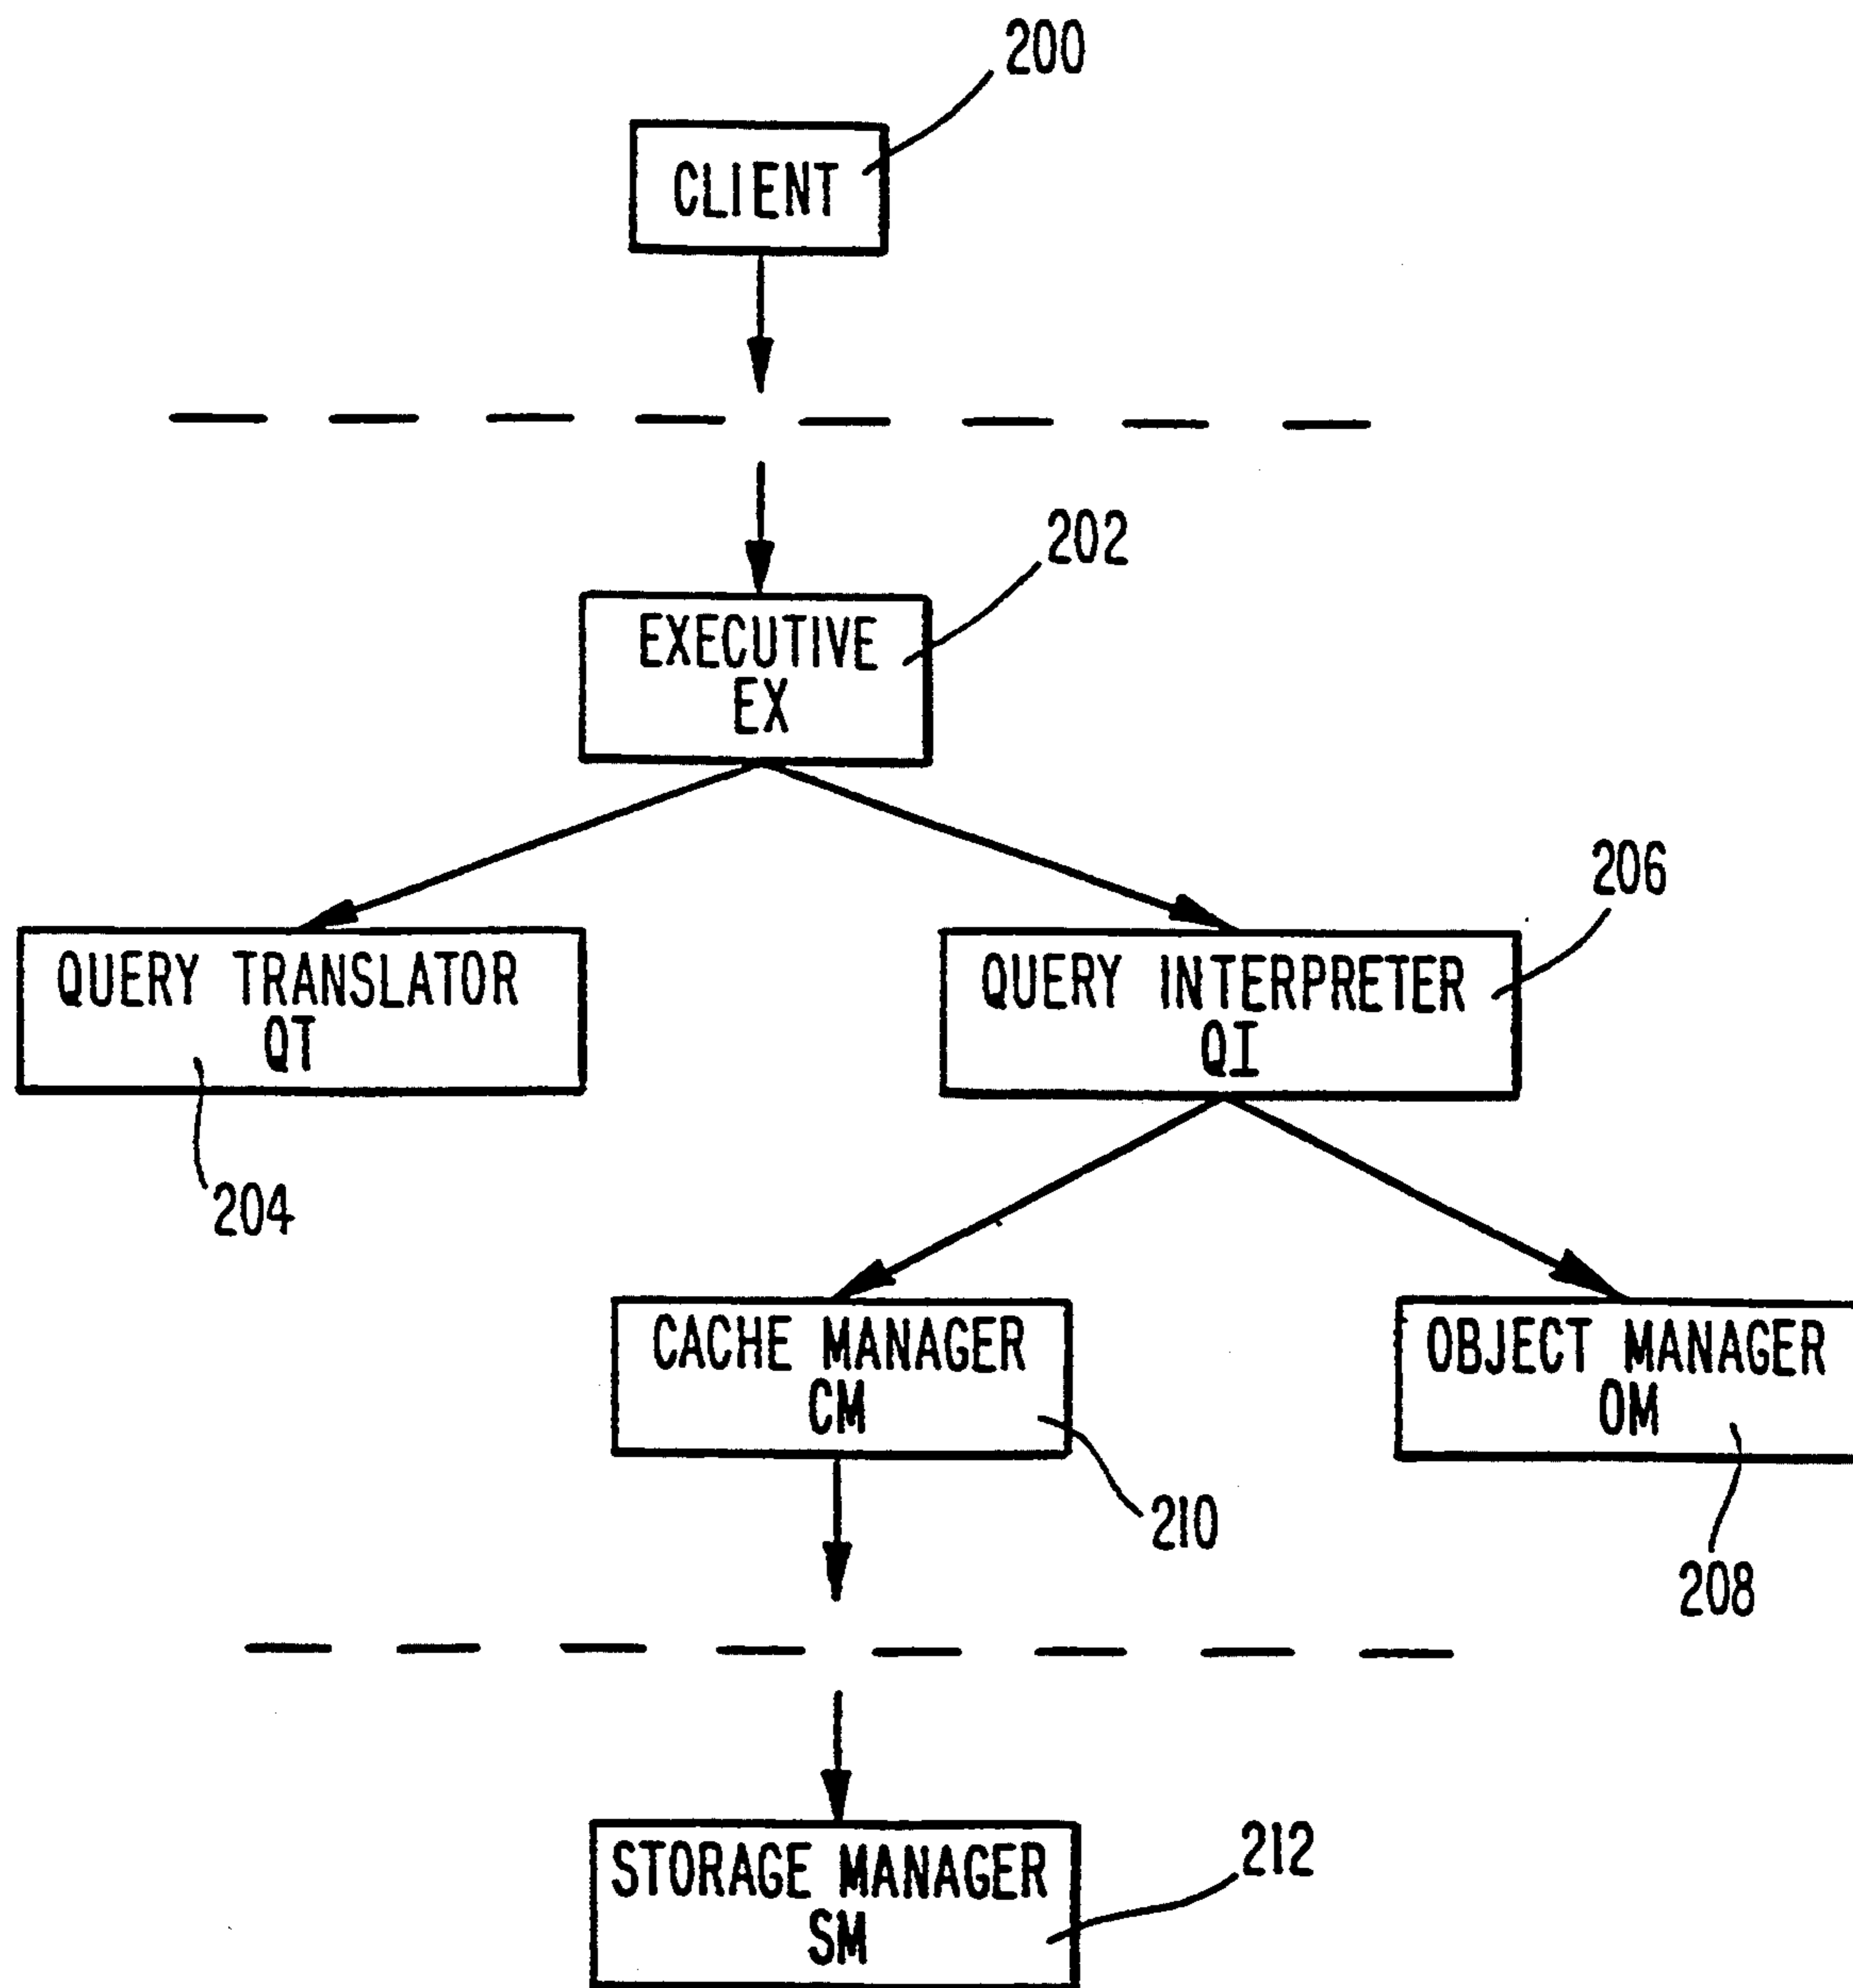 200
CLIENT
202
EXECUTIVE
EX
206
QUERY TRANSLATOR
QT
QUERY INTERPRETER
QI
204
CACHE MANAGER
CM
OBJECT MANAGER
OM
210
208
212
STORAGE MANAGER
SM